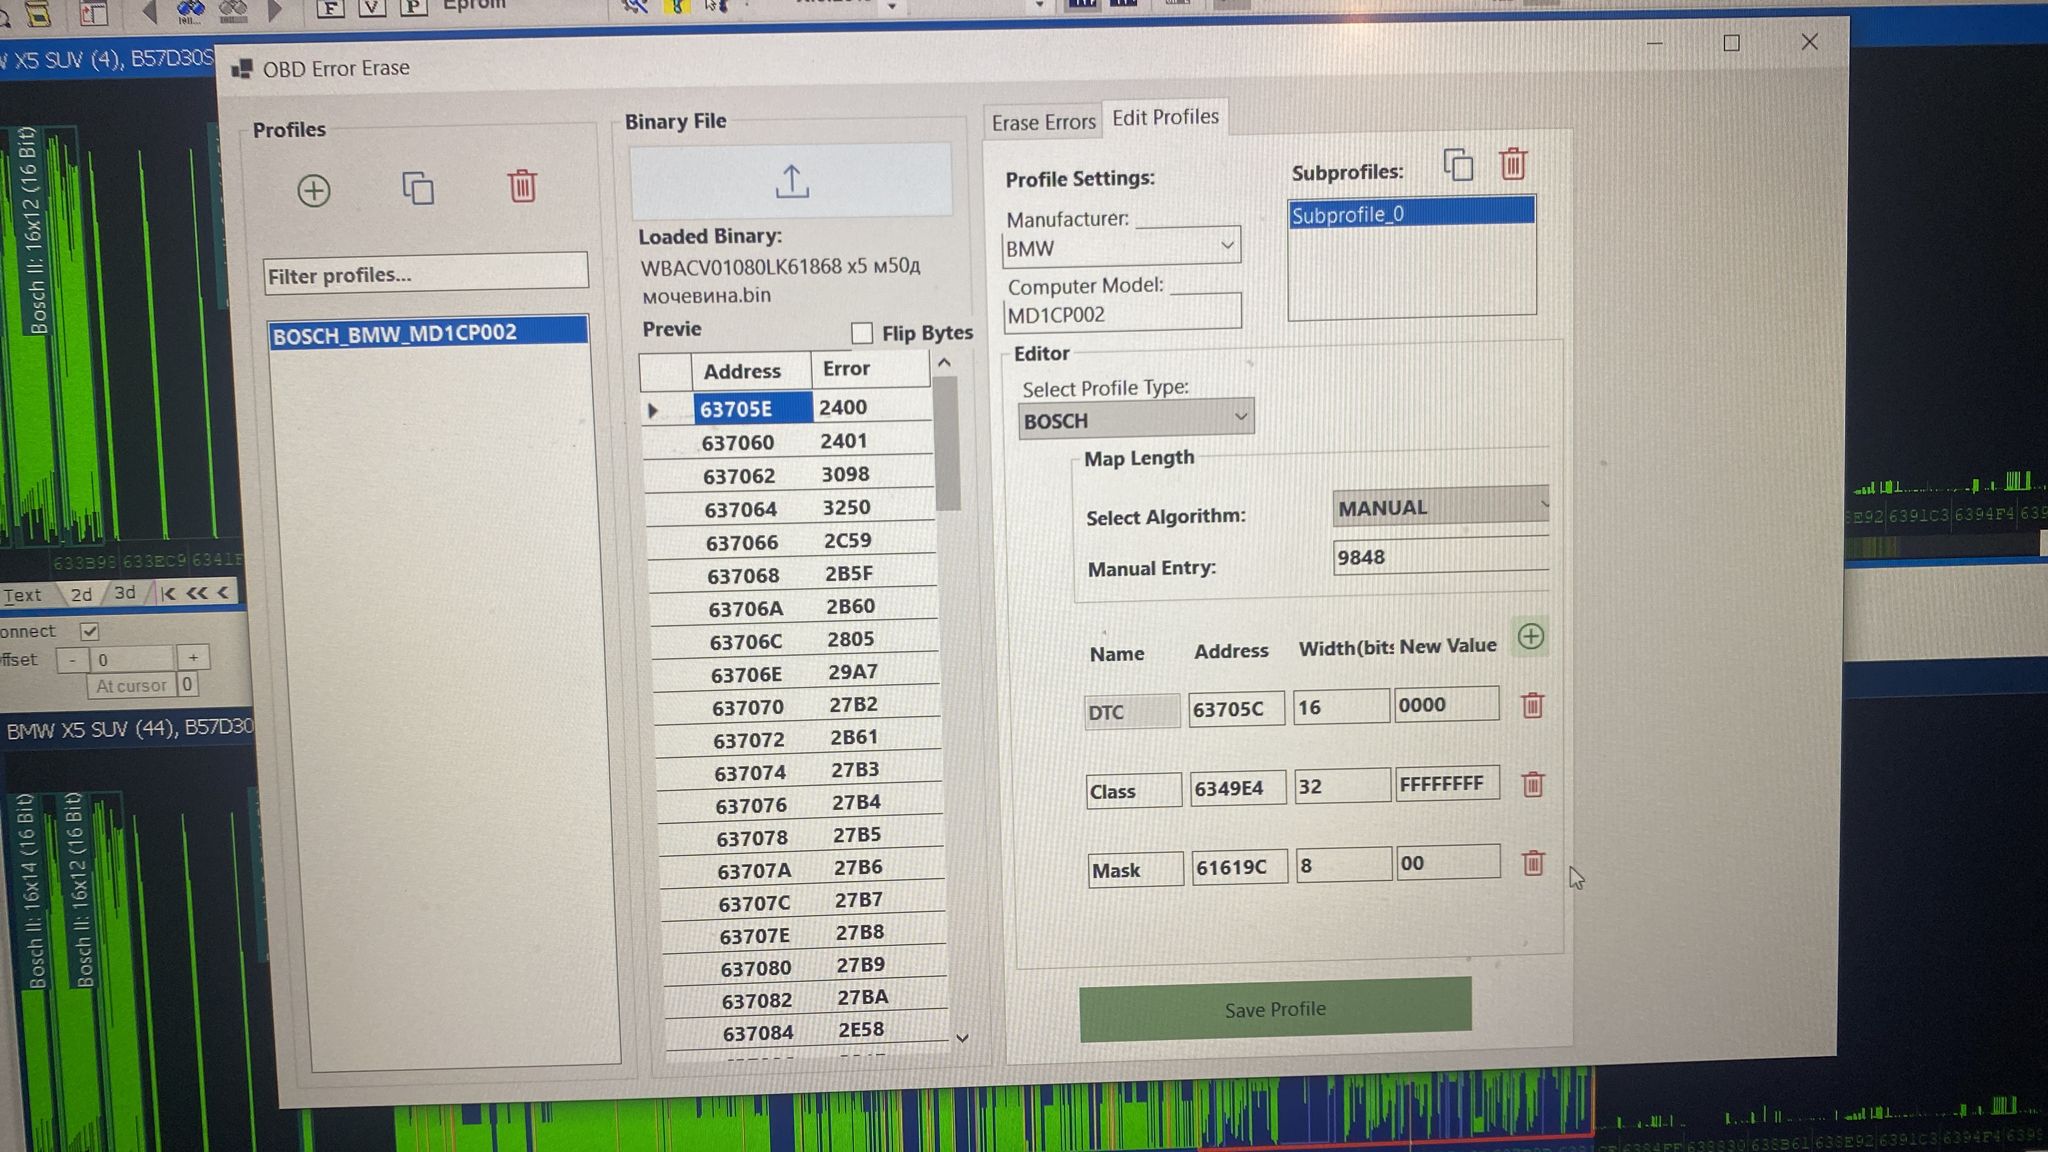 Eprom
F
V
P
X5 SUV (4), B57D30S
Bosch II: 16x12 (16 Bit)
633B98 633EC9 6341F
Text 2d 3d
onnect
ffset - 0 +
At cursor 0
BMW X5 SUV (44), B57D30
Bosch II: 16x14 (16 Bit)
Bosch II: 16x12 (16 Bit)
OBD Error Erase
Profiles
Filter profiles...
BOSCH_BMW_MD1CP002
Binary File
Loaded Binary:
WBACV01080LK61868 x5 м50д
мочевина.bin
Previe
Flip Bytes
Address Error
63705E 2400
637060 2401
637062 3098
637064 3250
637066 2C59
637068 2B5F
63706A 2B60
63706C 2805
63706E 29A7
637070 27B2
637072 2B61
637074 27B3
637076 27B4
637078 27B5
63707A 27B6
63707C 27B7
63707E 27B8
637080 27B9
637082 27BA
637084 2E58
Erase Errors
Edit Profiles
Profile Settings:
Manufacturer:
BMW
Computer Model:
MD1CP002
Subprofiles:
Subprofile_0
Editor
Select Profile Type:
BOSCH
Map Length
Select Algorithm: MANUAL
Manual Entry: 9848
Name Address Width(bits New Value
DTC 63705C 16 0000
Class 6349E4 32 FFFFFFFF
Mask 61619C 8 00
Save Profile
8E92 6391C3 6394F4 639
638830 638B61 638E92 6391C3 6394F4